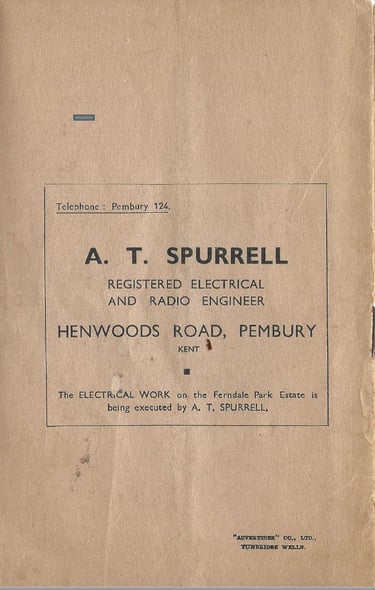 Telephone : Pembury 124.
A. T. SPURRELL
REGISTERED ELECTRICAL
AND RADIO ENGINEER
HENWOODS ROAD, PEMBURY
KENT
The ELECTRICAL WORK on the Ferndale Park Estate is
being executed by A. T. SPURRELL.
"ADVERTISER" CO., LTD.,
TUNBRIDGE WELLS.